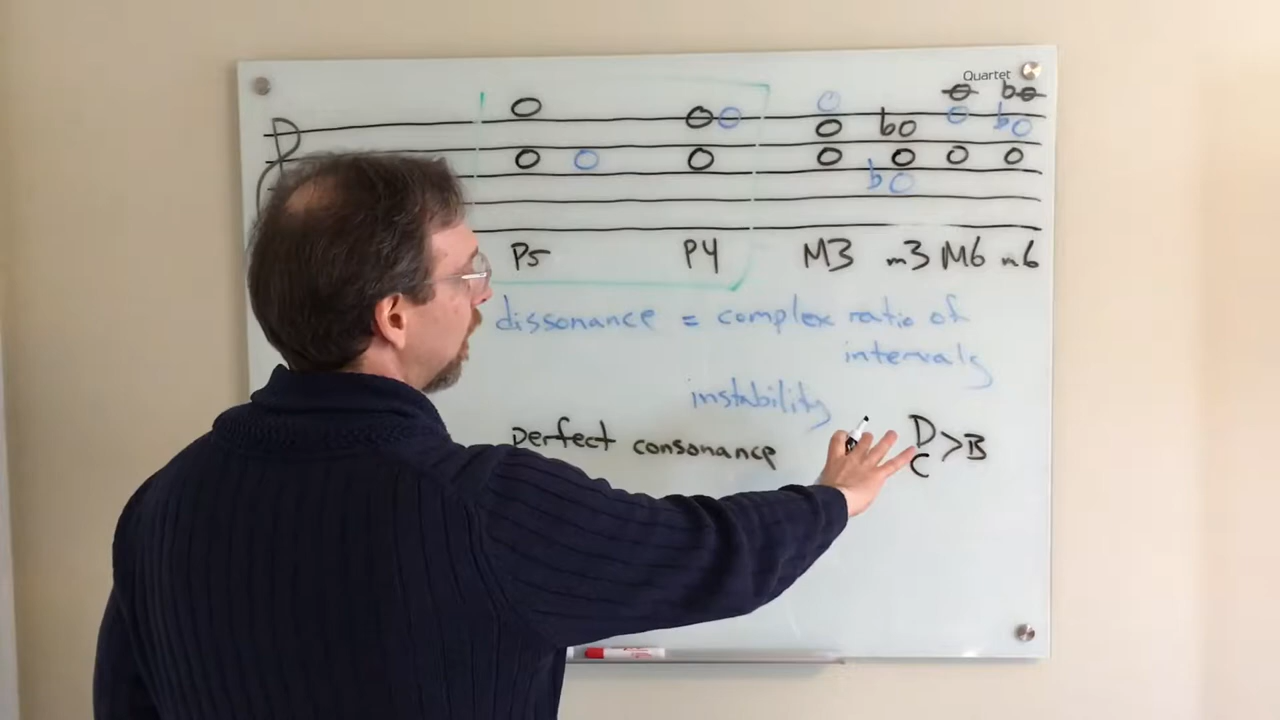 Quartet
P5 P4 M3 m3 M6 m6
dissonance = complex ratio of
intervals
instability
perfect consonance
D
C > B